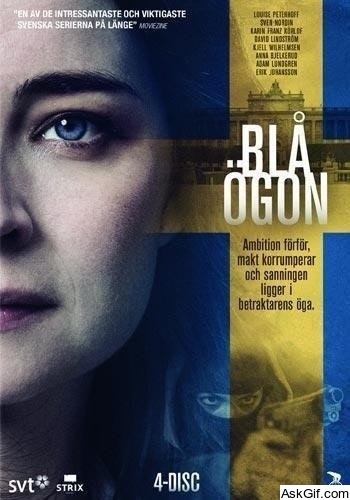 "EN AV DE INTRESSANTASTE OCH VIKTIGASTE
SVENSKA SERIERNA PÅ LÄNGE" MOVIEZINE
LOUISE PETERHOFF
SVEN NORDIN
KARIN FRANZ KÖRLOF
DAVID LINDSTRÖM
KJELL WILHELMSEN
ANNA BJELKERUD
ADAM LUNDGREN
ERIK JOHANSSON
BLÅ
ÖGON
Ambition förför,
makt korrumperar
och sanningen
ligger i
betraktarens öga.
svt
STRIX
4-DISC
AskGif.com